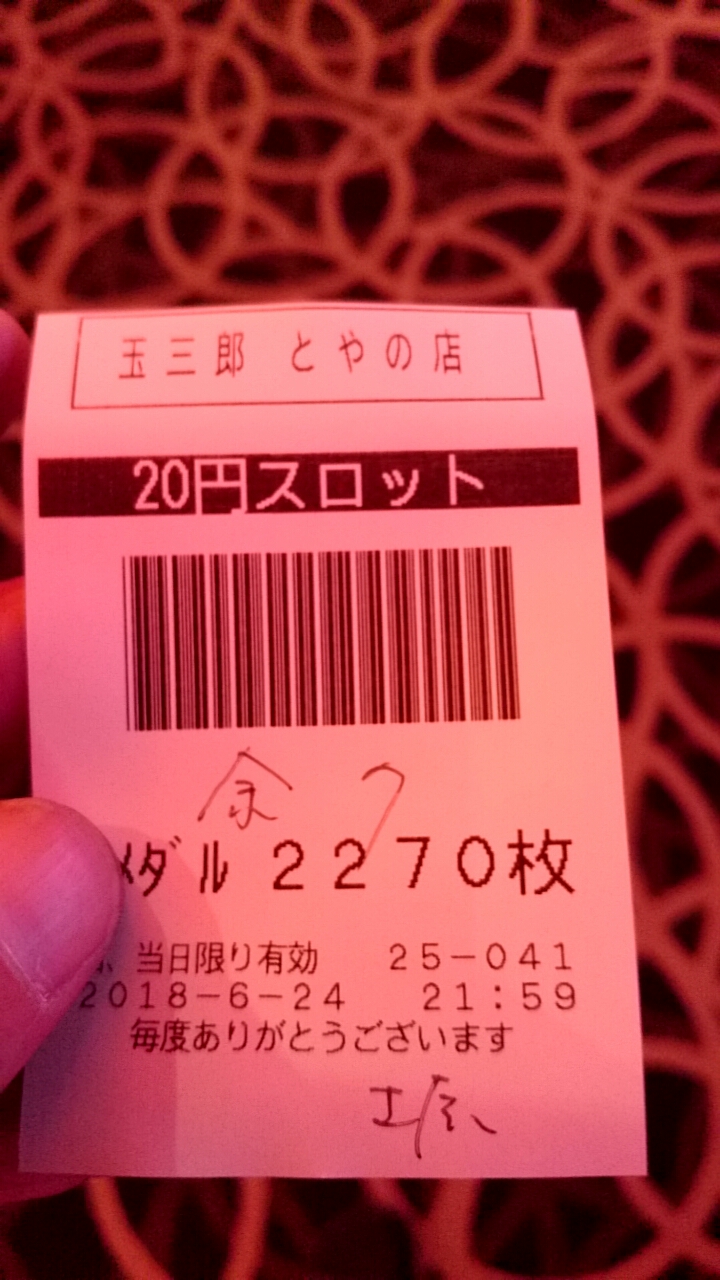 玉三郎 とやの店
20円スロット
余 7
ﾒﾀﾞﾙ 2270枚
当日限り有効 25-041
2018-6-24 21:59
毎度ありがとうございます